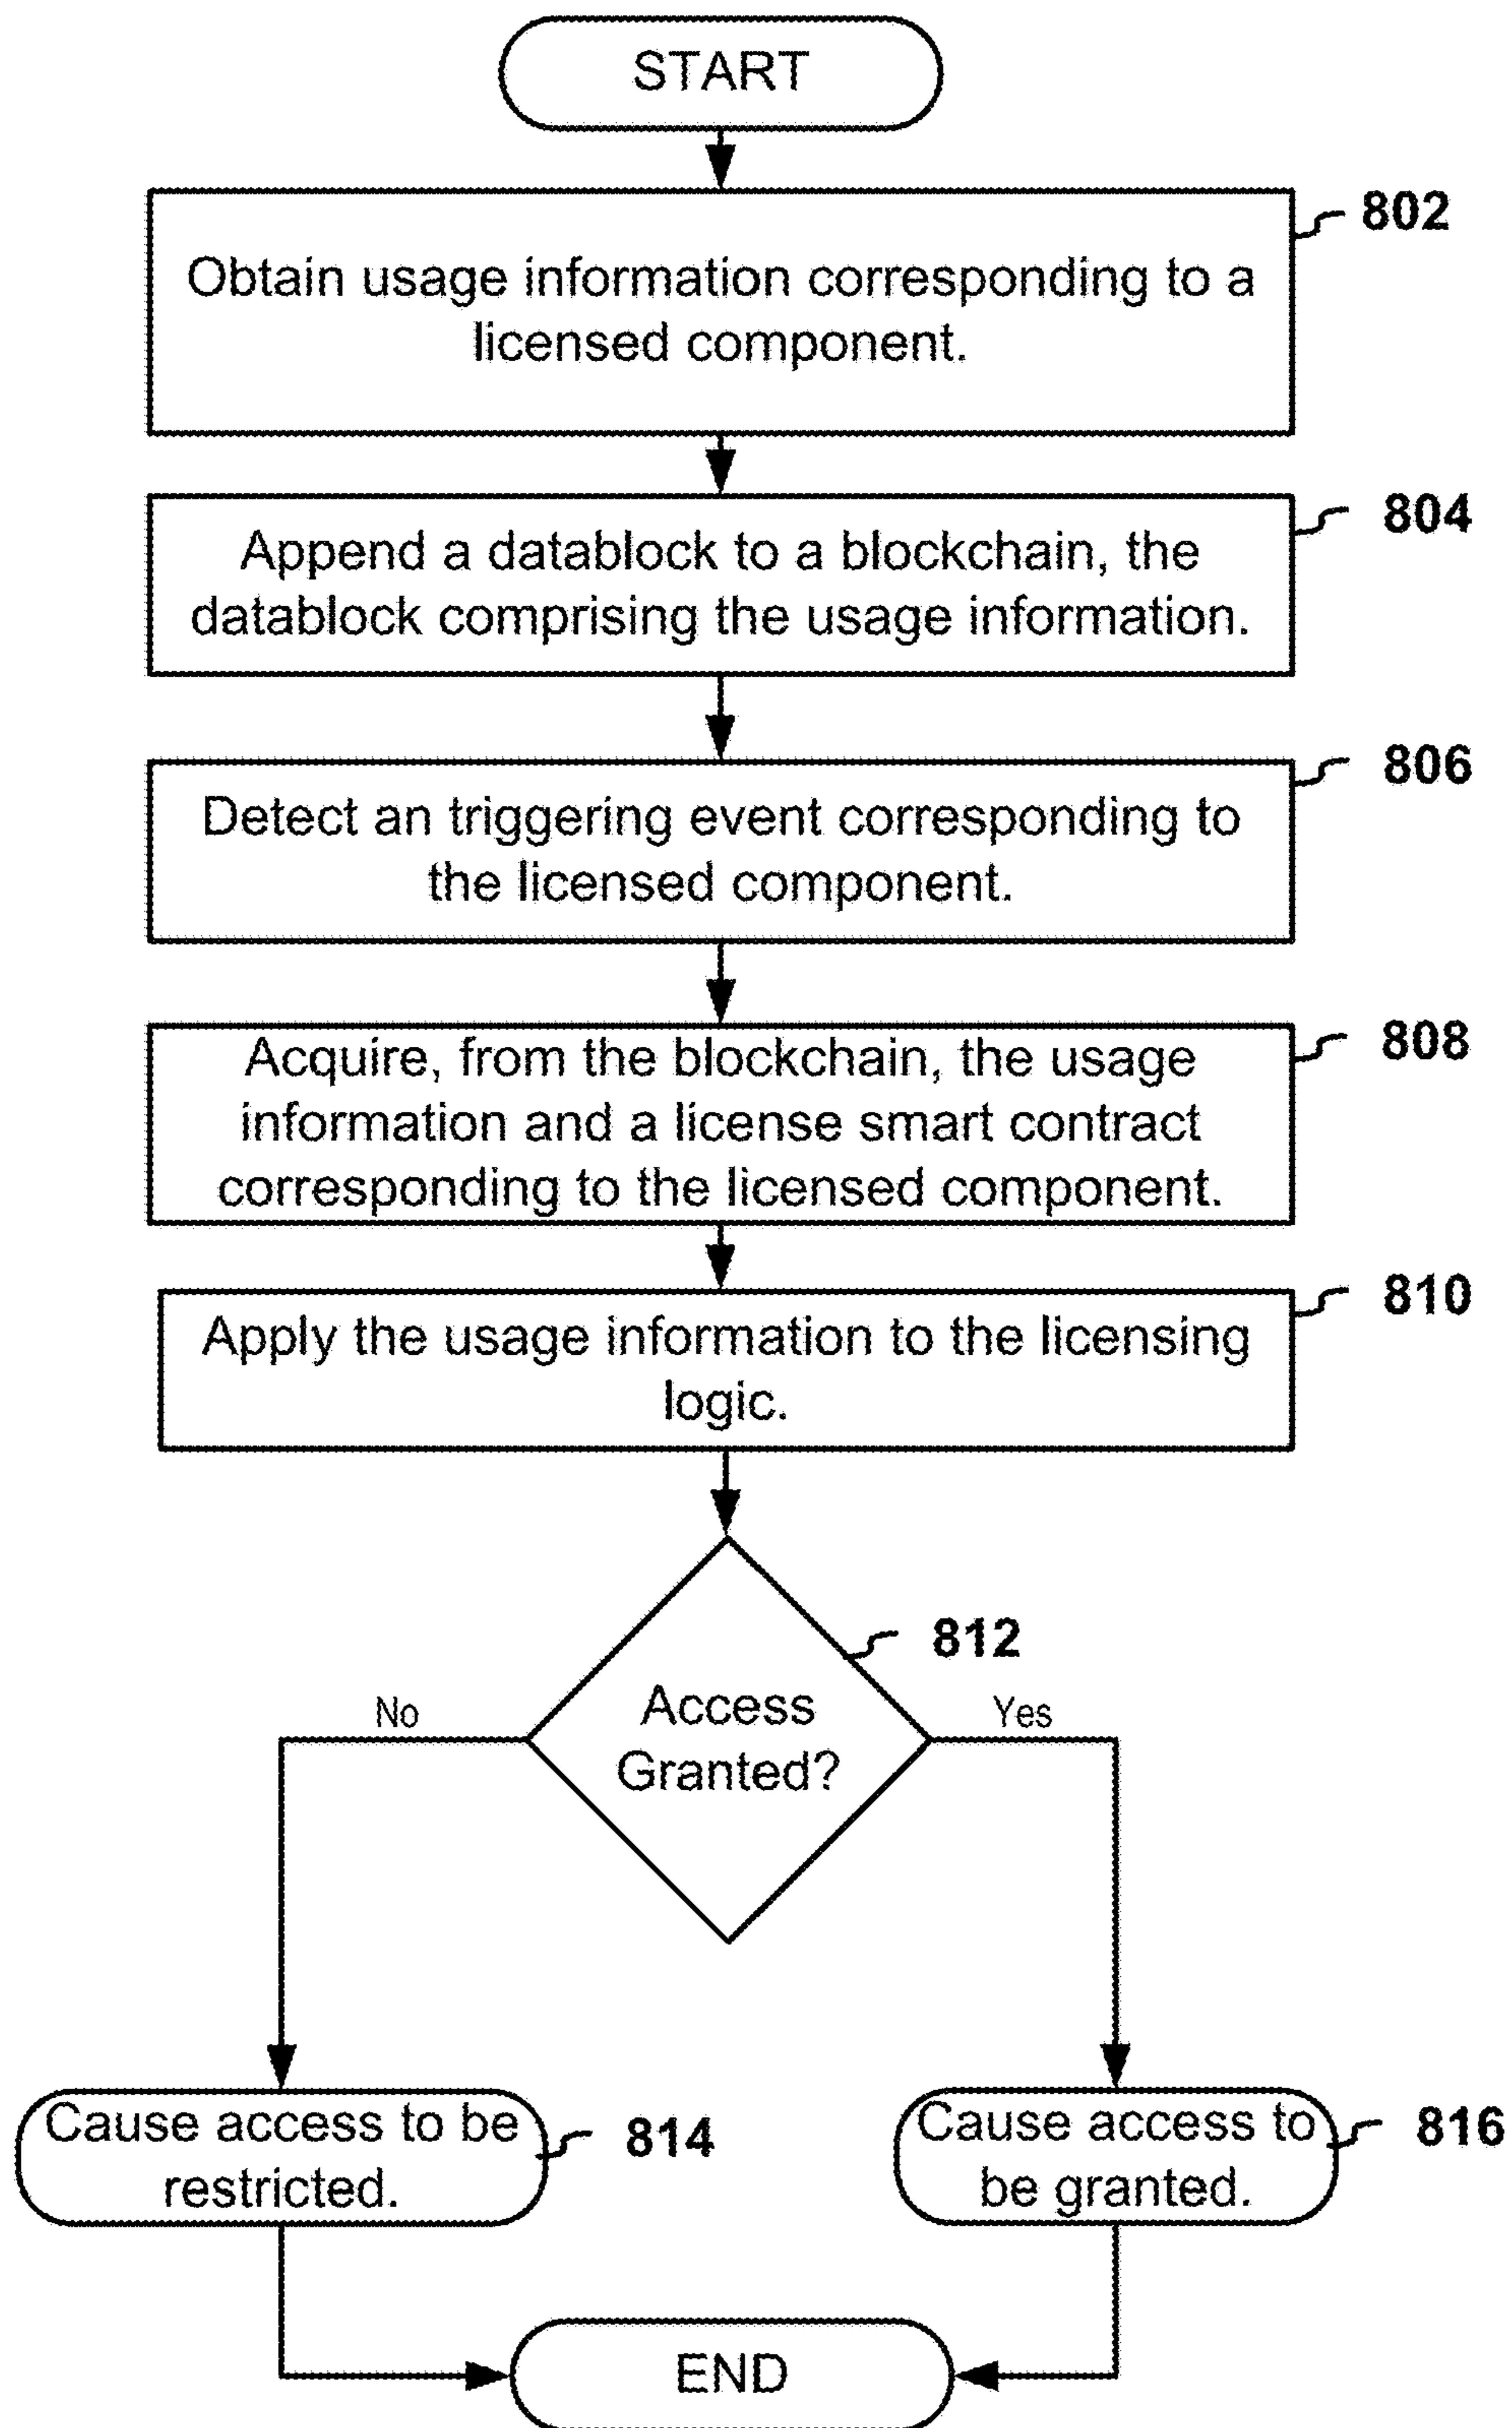 START
802
Obtain usage information corresponding to a
licensed component.
804
Append a datablock to a blockchain, the
datablock comprising the usage information.
806
Detect an triggering event corresponding to
the licensed component.
808
Acquire, from the blockchain, the usage
information and a license smart contract
corresponding to the licensed component.
810
Apply the usage information to the licensing
logic.
812
Access
Granted?
No
Yes
Cause access to be
restricted.
814
Cause access to
be granted.
816
END